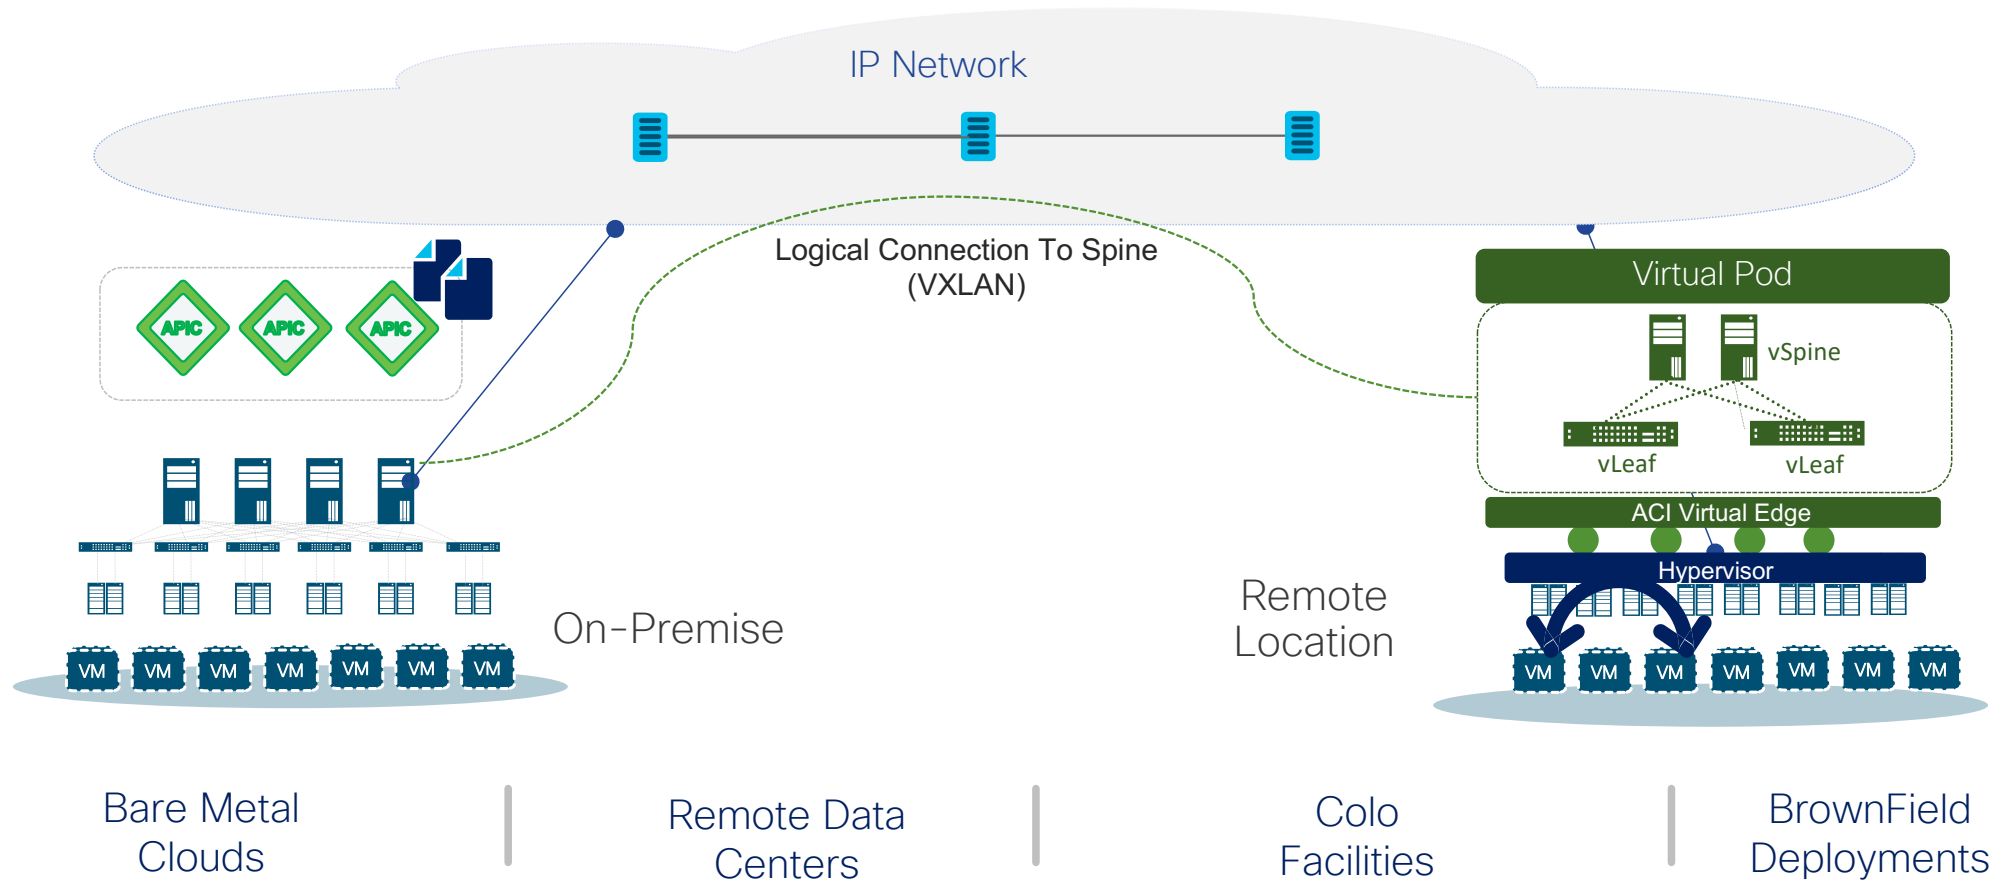 IP Network
Logical Connection To Spine
(VXLAN)
APIC
APIC
APIC
Virtual Pod
vSpine
vLeaf
vLeaf
ACI Virtual Edge
Hypervisor
On-Premise
Remote
Location
VM
VM
VM
VM
VM
VM
VM
VM
VM
VM
VM
VM
VM
VM
Bare Metal
Clouds
Remote Data
Centers
Colo
Facilities
BrownField
Deployments